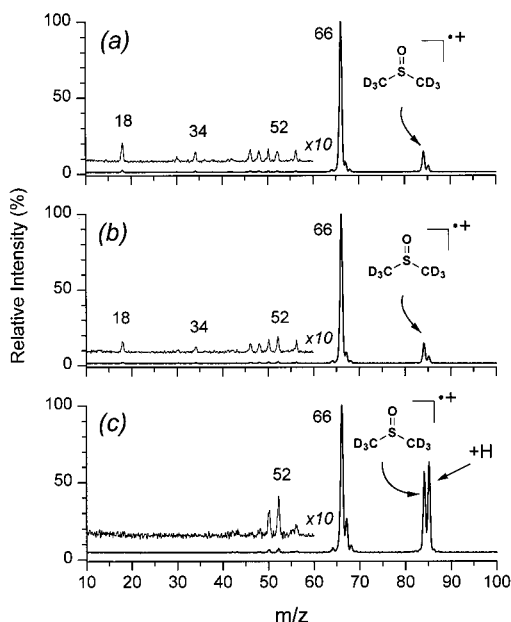 Relative Intensity (%)
100
50
0
(a)
18
34
52
x10
66
O
S
D3C
CD3
•+
100
50
0
(b)
18
34
52
x10
66
O
S
D3C
CD3
•+
100
50
0
(c)
52
x10
66
O
S
D3C
CD3
•+
+H
10 20 30 40 50 60 70 80 90 100
m/z